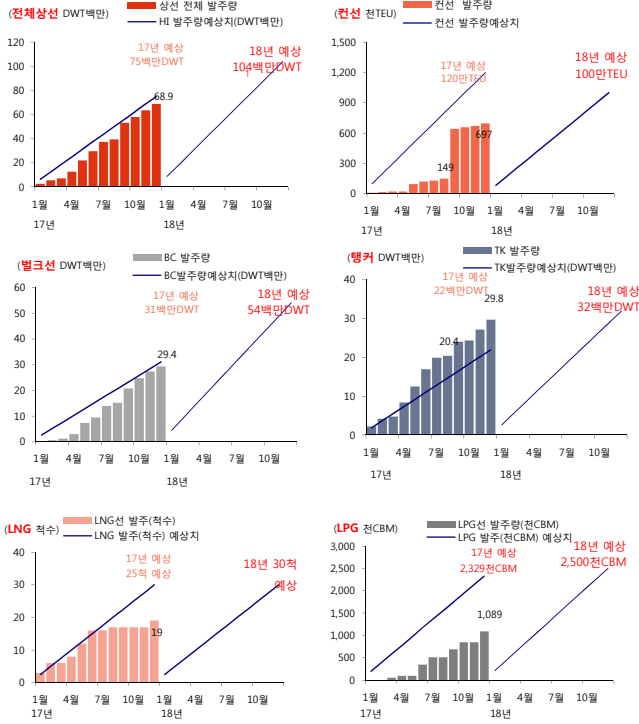 (전체상선 DWT백만)
상선 전체 발주량
HI 발주량예상치(DWT백만)
17년 예상
75백만DWT
18년 예상
104백만DWT
68.9
120
100
80
60
40
20
0
1월 4월 7월 10월 1월 4월 7월 10월
17년 18년
(컨선 천TEU)
컨선 발주량
컨선 발주량예상치
17년 예상
120만TEU
18년 예상
100만TEU
149
697
1,500
1,200
900
600
300
0
1월 4월 7월 10월 1월 4월 7월 10월
17년 18년
(벌크선 DWT백만)
BC 발주량
BC발주량예상치(DWT백만)
17년 예상
31백만DWT
18년 예상
54백만DWT
29.4
60
50
40
30
20
10
0
1월 4월 7월 10월 1월 4월 7월 10월
17년 18년
(탱커 DWT백만)
TK 발주량
TK발주량예상치(DWT백만)
17년 예상
22백만DWT
18년 예상
32백만DWT
29.8
20.4
40
30
20
10
0
1월 4월 7월 10월 1월 4월 7월 10월
17년 18년
(LNG 척수)
LNG선 발주(척수)
LNG 발주(척수) 예상치
17년 예상
25척 예상
18년 30척
예상
19
40
30
20
10
0
1월 4월 7월 10월 1월 4월 7월 10월
17년 18년
(LPG 천CBM)
LPG선 발주량(천CBM)
LPG 발주(천CBM) 예상치
17년 예상
2,329천CBM
18년 예상
2,500천CBM
1,089
3,000
2,500
2,000
1,500
1,000
500
0
1월 4월 7월 10월 1월 4월 7월 10월
17년 18년